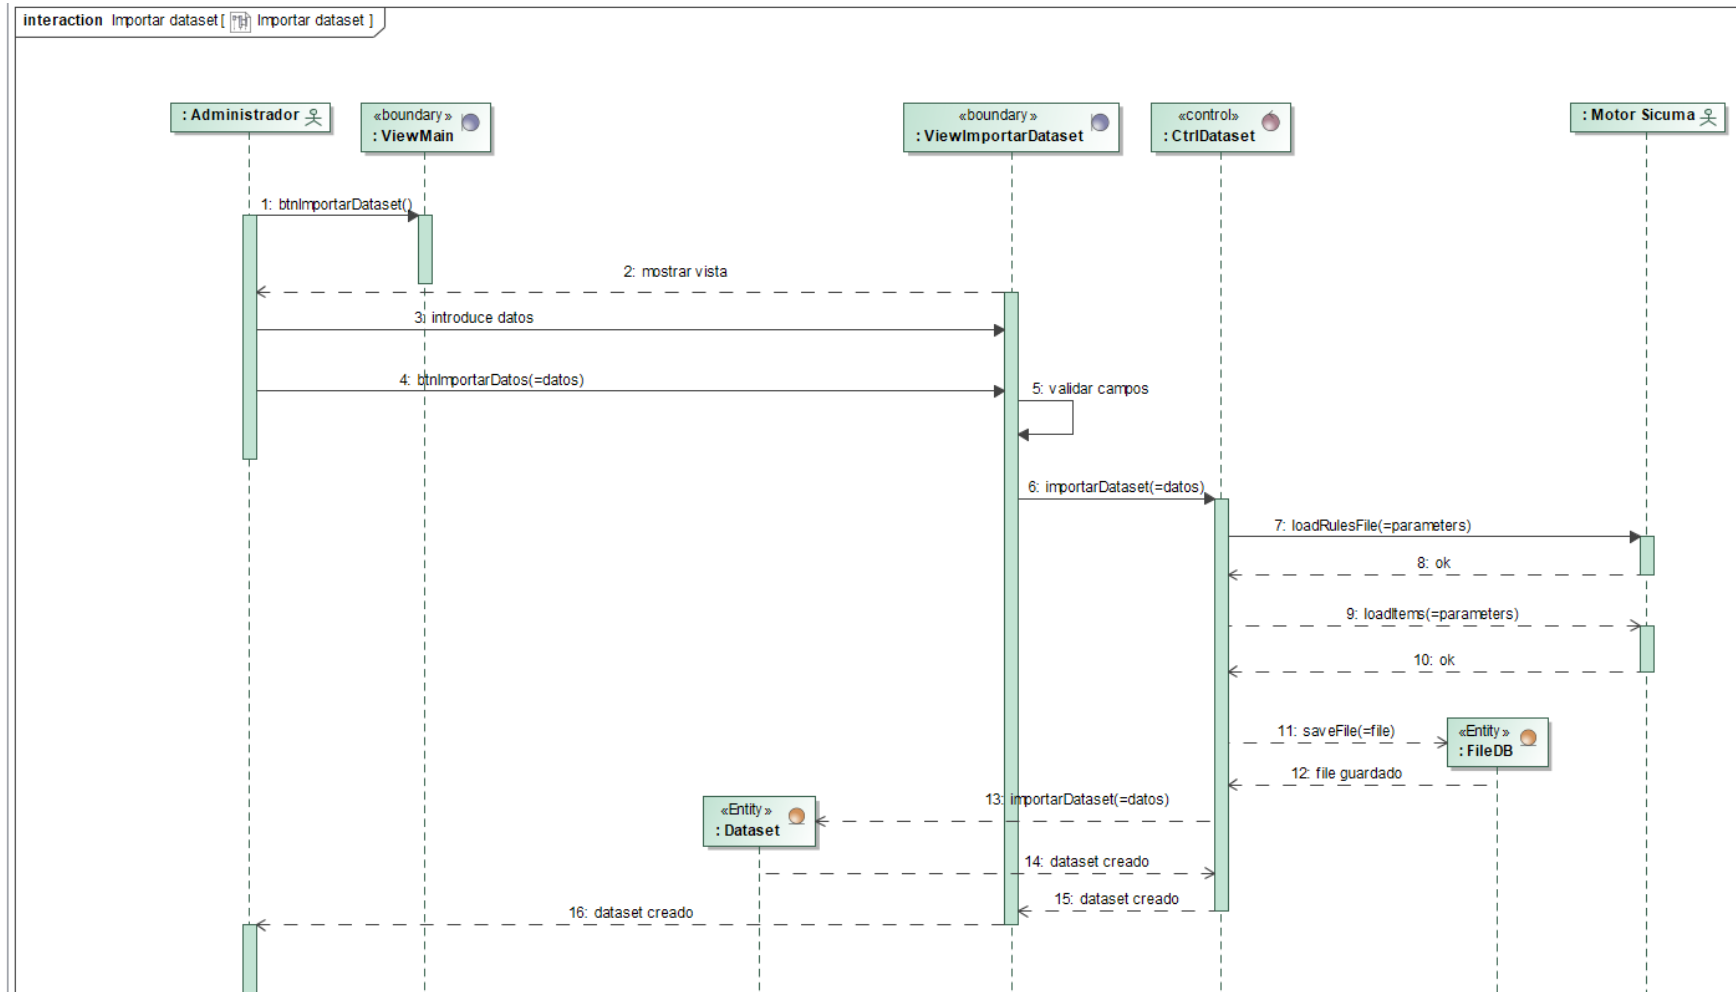 interaction Importar dataset [ Importar dataset ]
: Administrador
«boundary»
: ViewMain
«boundary»
: ViewImportarDataset
«control»
: CtrlDataset
: Motor Sicuma
1: btnImportarDataset()
2: mostrar vista
3: introduce datos
4: btnImportarDatos(=datos)
5: validar campos
6: importarDataset(=datos)
7: loadRulesFile(=parameters)
8: ok
9: loadItems(=parameters)
10: ok
11: saveFile(=file)
«Entity»
: FileDB
12: file guardado
13: importarDataset(=datos)
«Entity»
: Dataset
14: dataset creado
15: dataset creado
16: dataset creado